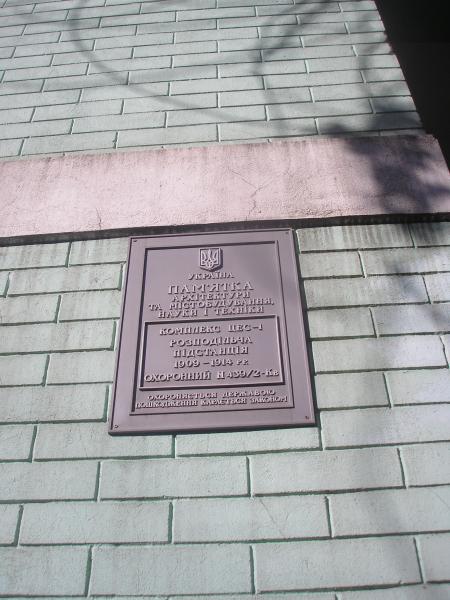 УКРАЇНА
ПАМ'ЯТКА
АРХІТЕКТУРИ
ТА МІСТОБУДУВАННЯ,
НАУКИ І ТЕХНІКИ
КОМПЛЕКС ЦЕС-1
РОЗПОДІЛЬЧА
ПІДСТАНЦІЯ
1909-1914 РР.
ОХОРОННИЙ N 439/2-Кв
ОХОРОНЯЄТЬСЯ ДЕРЖАВОЮ
ПОШКОДЖЕННЯ КАРАЄТЬСЯ ЗАКОНОМ